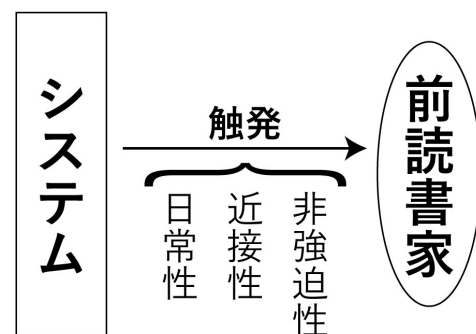 システム
触発
日常性
近接性
非強迫性
前読書家